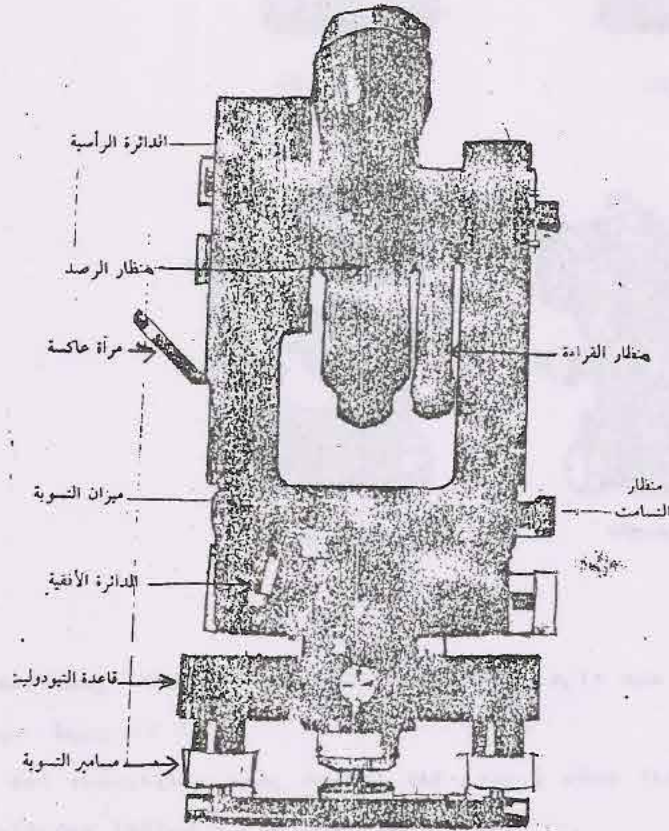 الدائرة الرأسية
منظار الرصد
مرآة عاكسة
منظار القراءة
ميزان التسوية
منظار
التسامت
الدائرة الأفقية
قاعدة التيودوليت
مسامير التسوية